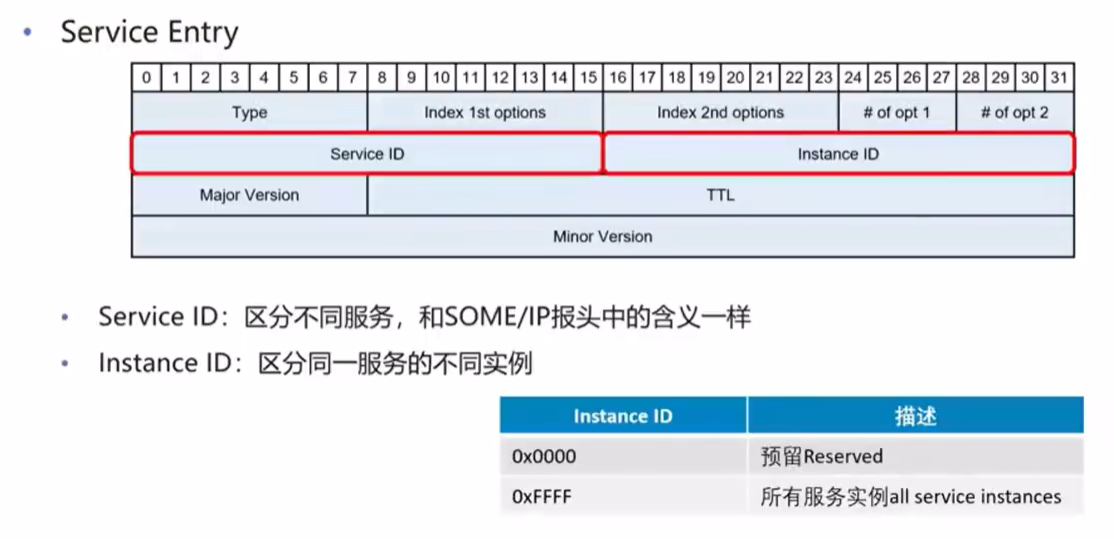 • Service Entry
0 1 2 3 4 5 6 7 8 9 10 11 12 13 14 15 16 17 18 19 20 21 22 23 24 25 26 27 28 29 30 31
Type Index 1st options Index 2nd options # of opt 1 # of opt 2
Service ID Instance ID
Major Version TTL
Minor Version
• Service ID：区分不同服务，和SOME/IP报头中的含义一样
• Instance ID：区分同一服务的不同实例
Instance ID 描述
0x0000 预留Reserved
0xFFFF 所有服务实例all service instances